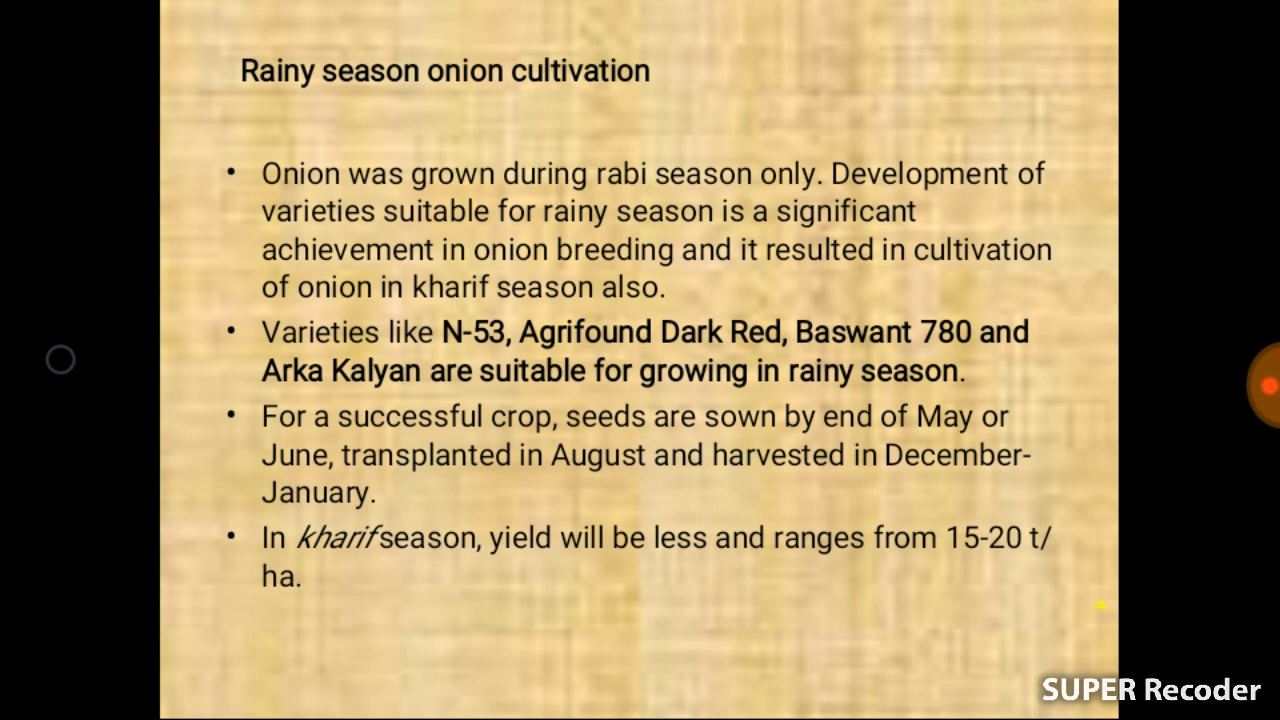 Rainy season onion cultivation
• Onion was grown during rabi season only. Development of
varieties suitable for rainy season is a significant
achievement in onion breeding and it resulted in cultivation
of onion in kharif season also.
• Varieties like N-53, Agrifound Dark Red, Baswant 780 and
Arka Kalyan are suitable for growing in rainy season.
• For a successful crop, seeds are sown by end of May or
June, transplanted in August and harvested in December-
January.
• In kharif season, yield will be less and ranges from 15-20 t/
ha.
SUPER Recoder